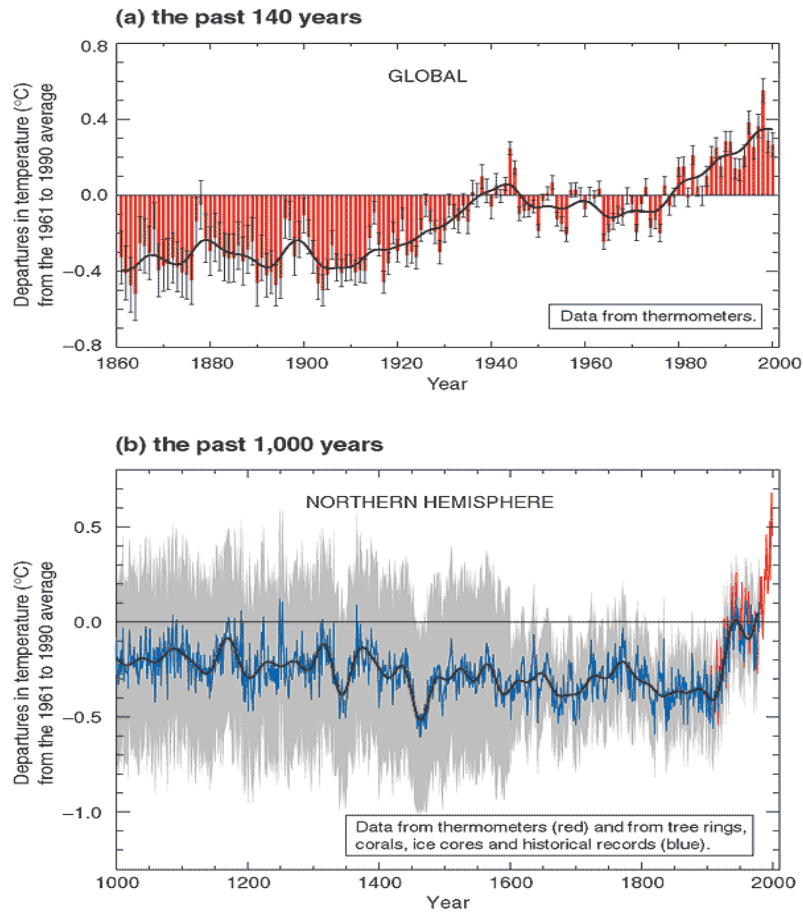 (a) the past 140 years
GLOBAL
Departures in temperature (°C)
from the 1961 to 1990 average
0.8
0.4
0.0
−0.4
−0.8
Data from thermometers.
1860 1880 1900 1920 1940 1960 1980 2000
Year
(b) the past 1,000 years
NORTHERN HEMISPHERE
Departures in temperature (°C)
from the 1961 to 1990 average
0.5
0.0
−0.5
−1.0
Data from thermometers (red) and from tree rings,
corals, ice cores and historical records (blue).
1000 1200 1400 1600 1800 2000
Year